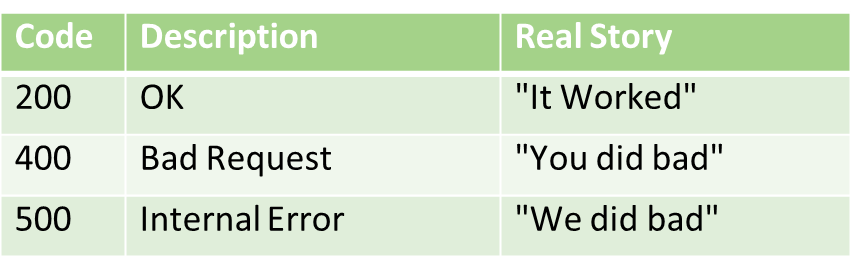 Code Description Real Story
200 OK "It Worked"
400 Bad Request "You did bad"
500 Internal Error "We did bad"